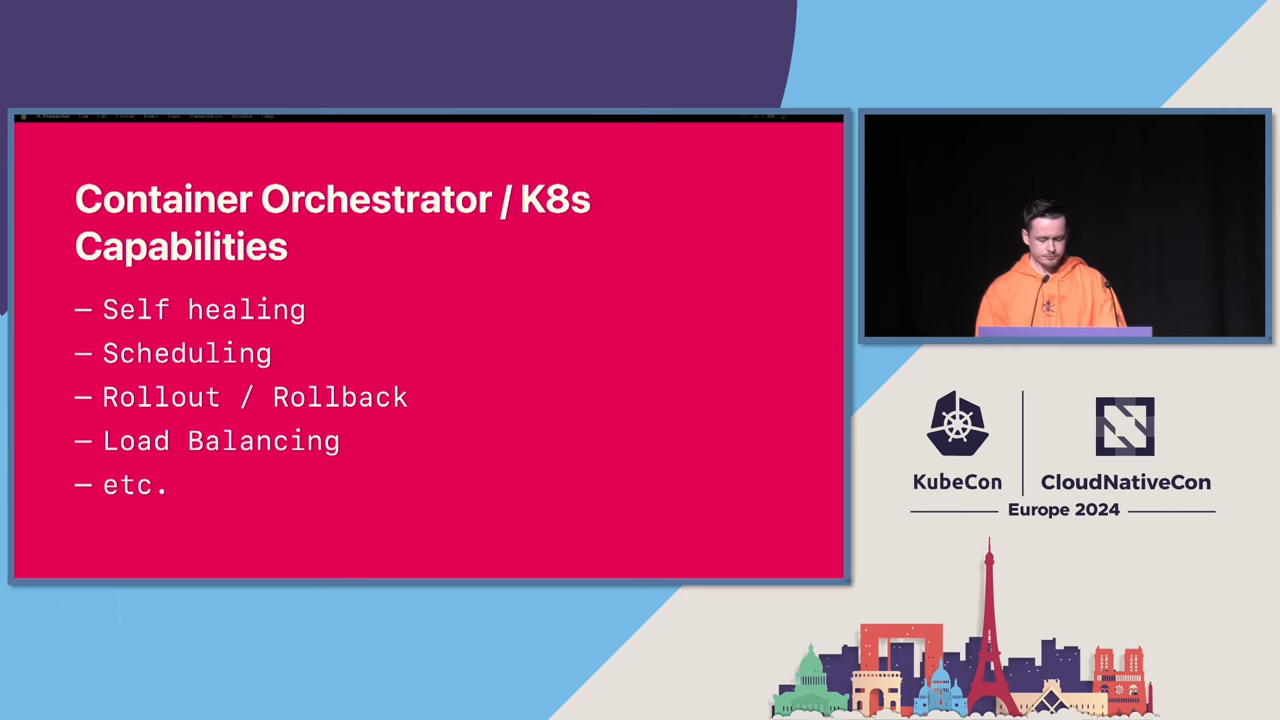 Container Orchestrator / K8s
Capabilities
– Self healing
– Scheduling
– Rollout / Rollback
– Load Balancing
– etc.
KubeCon
CloudNativeCon
Europe 2024